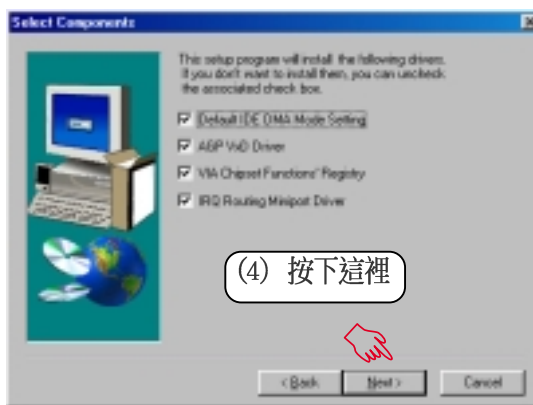 Select Components
This setup program will install the following drivers.
If you don't want to install them, you can uncheck
the associated check box.
Default IDE DMA Mode Setting
AGP VxD Driver
VIA Chipset Functions' Registry
IRQ Routing Miniport Driver
(4) 按下這裡
< Back
Next >
Cancel